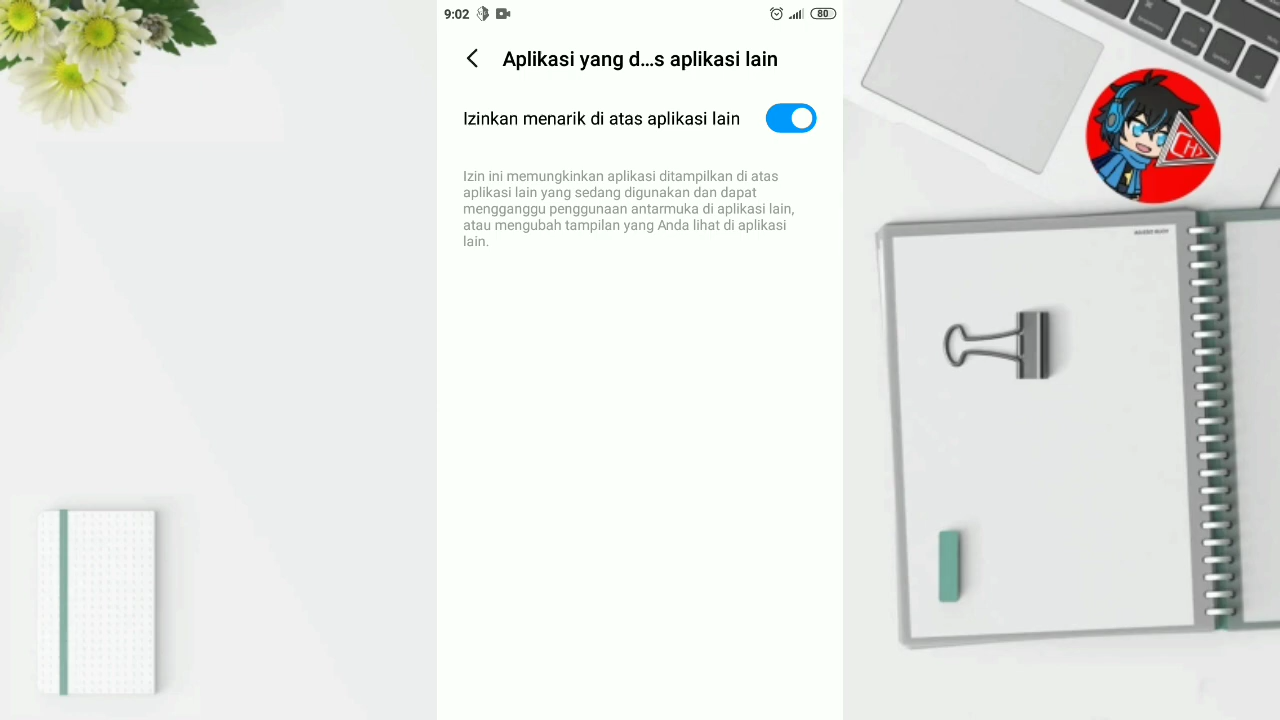 9:02
80
Aplikasi yang d...s aplikasi lain
Izinkan menarik di atas aplikasi lain
Izin ini memungkinkan aplikasi ditampilkan di atas
aplikasi lain yang sedang digunakan dan dapat
mengganggu penggunaan antarmuka di aplikasi lain,
atau mengubah tampilan yang Anda lihat di aplikasi
lain.